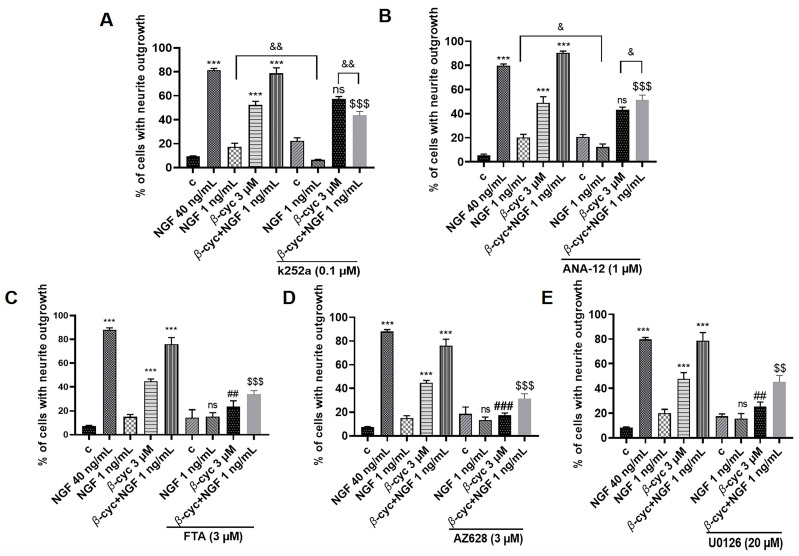 A
% of cells with neurite outgrowth
100
80
60
40
20
0
***
&&
***
***
&&
ns
$$$
c
NGF 40 ng/mL
NGF 1 ng/mL
β-cyc 3 µM
β-cyc+NGF 1 ng/mL
c
NGF 1 ng/mL
β-cyc 3 µM
β-cyc+NGF 1 ng/mL
k252a (0.1 µM)
B
% of cells with neurite outgrowth
100
80
60
40
20
0
***
&
***
***
&
ns
$$$
c
NGF 40 ng/mL
NGF 1 ng/mL
β-cyc 3 µM
β-cyc+NGF 1 ng/mL
c
NGF 1 ng/mL
β-cyc 3 µM
β-cyc+NGF 1 ng/mL
ANA-12 (1 µM)
C
% of cells with neurite outgrowth
100
80
60
40
20
0
***
***
***
ns
##
$$$
c
NGF 40 ng/mL
NGF 1 ng/mL
β-cyc 3 µM
β-cyc+NGF 1 ng/mL
c
NGF 1 ng/mL
β-cyc 3 µM
β-cyc+NGF 1 ng/mL
FTA (3 µM)
D
% of cells with neurite outgrowth
100
80
60
40
20
0
***
***
***
ns
###
$$$
c
NGF 40 ng/mL
NGF 1 ng/mL
β-cyc 3 µM
β-cyc+NGF 1 ng/mL
c
NGF 1 ng/mL
β-cyc 3 µM
β-cyc+NGF 1 ng/mL
AZ628 (3 µM)
E
% of cells with neurite outgrowth
100
80
60
40
20
0
***
***
***
ns
##
$$
c
NGF 40 ng/mL
NGF 1 ng/mL
β-cyc 3 µM
β-cyc+NGF 1 ng/mL
c
NGF 1 ng/mL
β-cyc 3 µM
β-cyc+NGF 1 ng/mL
U0126 (20 µM)